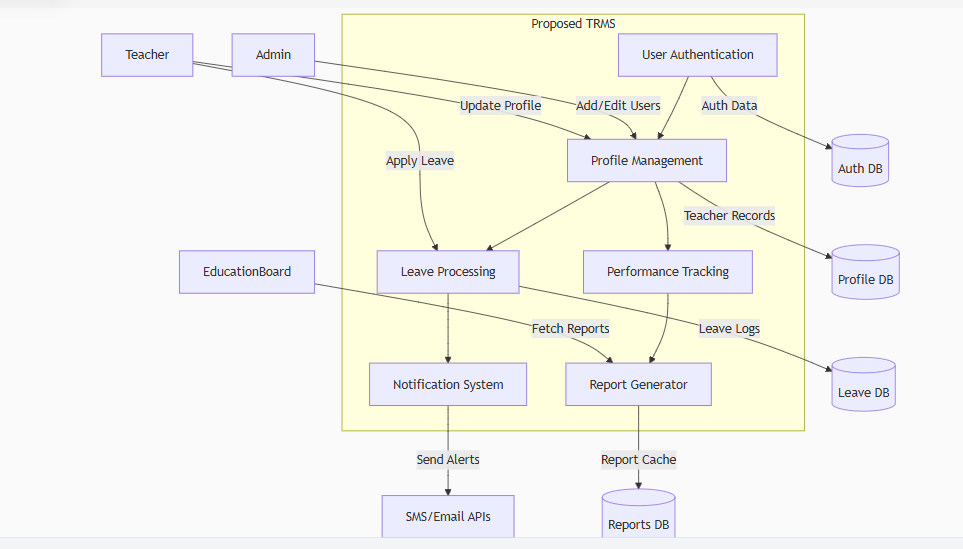 Proposed TRMS
Teacher
Admin
User Authentication
Update Profile
Add/Edit Users
Auth Data
Apply Leave
Profile Management
Auth DB
Teacher Records
EducationBoard
Leave Processing
Performance Tracking
Profile DB
Fetch Reports
Leave Logs
Notification System
Report Generator
Leave DB
Send Alerts
Report Cache
SMS/Email APIs
Reports DB